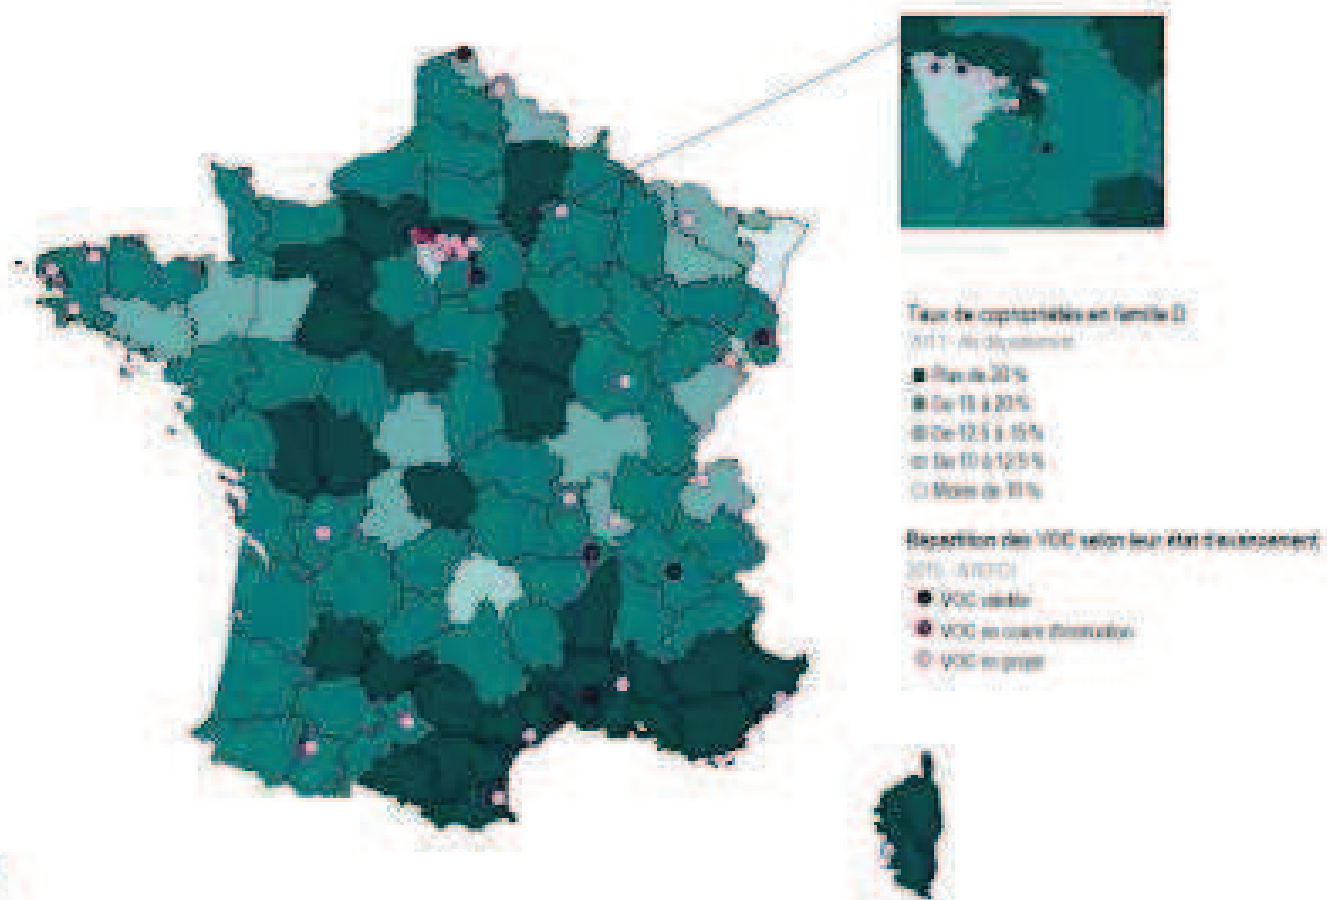 Taux de copropriétés en famille D
Plus de 20 %
De 15 à 20 %
De 12.5 à 15 %
De 10 à 12.5 %
Moins de 10 %
Répartition des VOC selon leur état d'avancement
VOC validée
VOC en cours d'instruction
VOC en projet